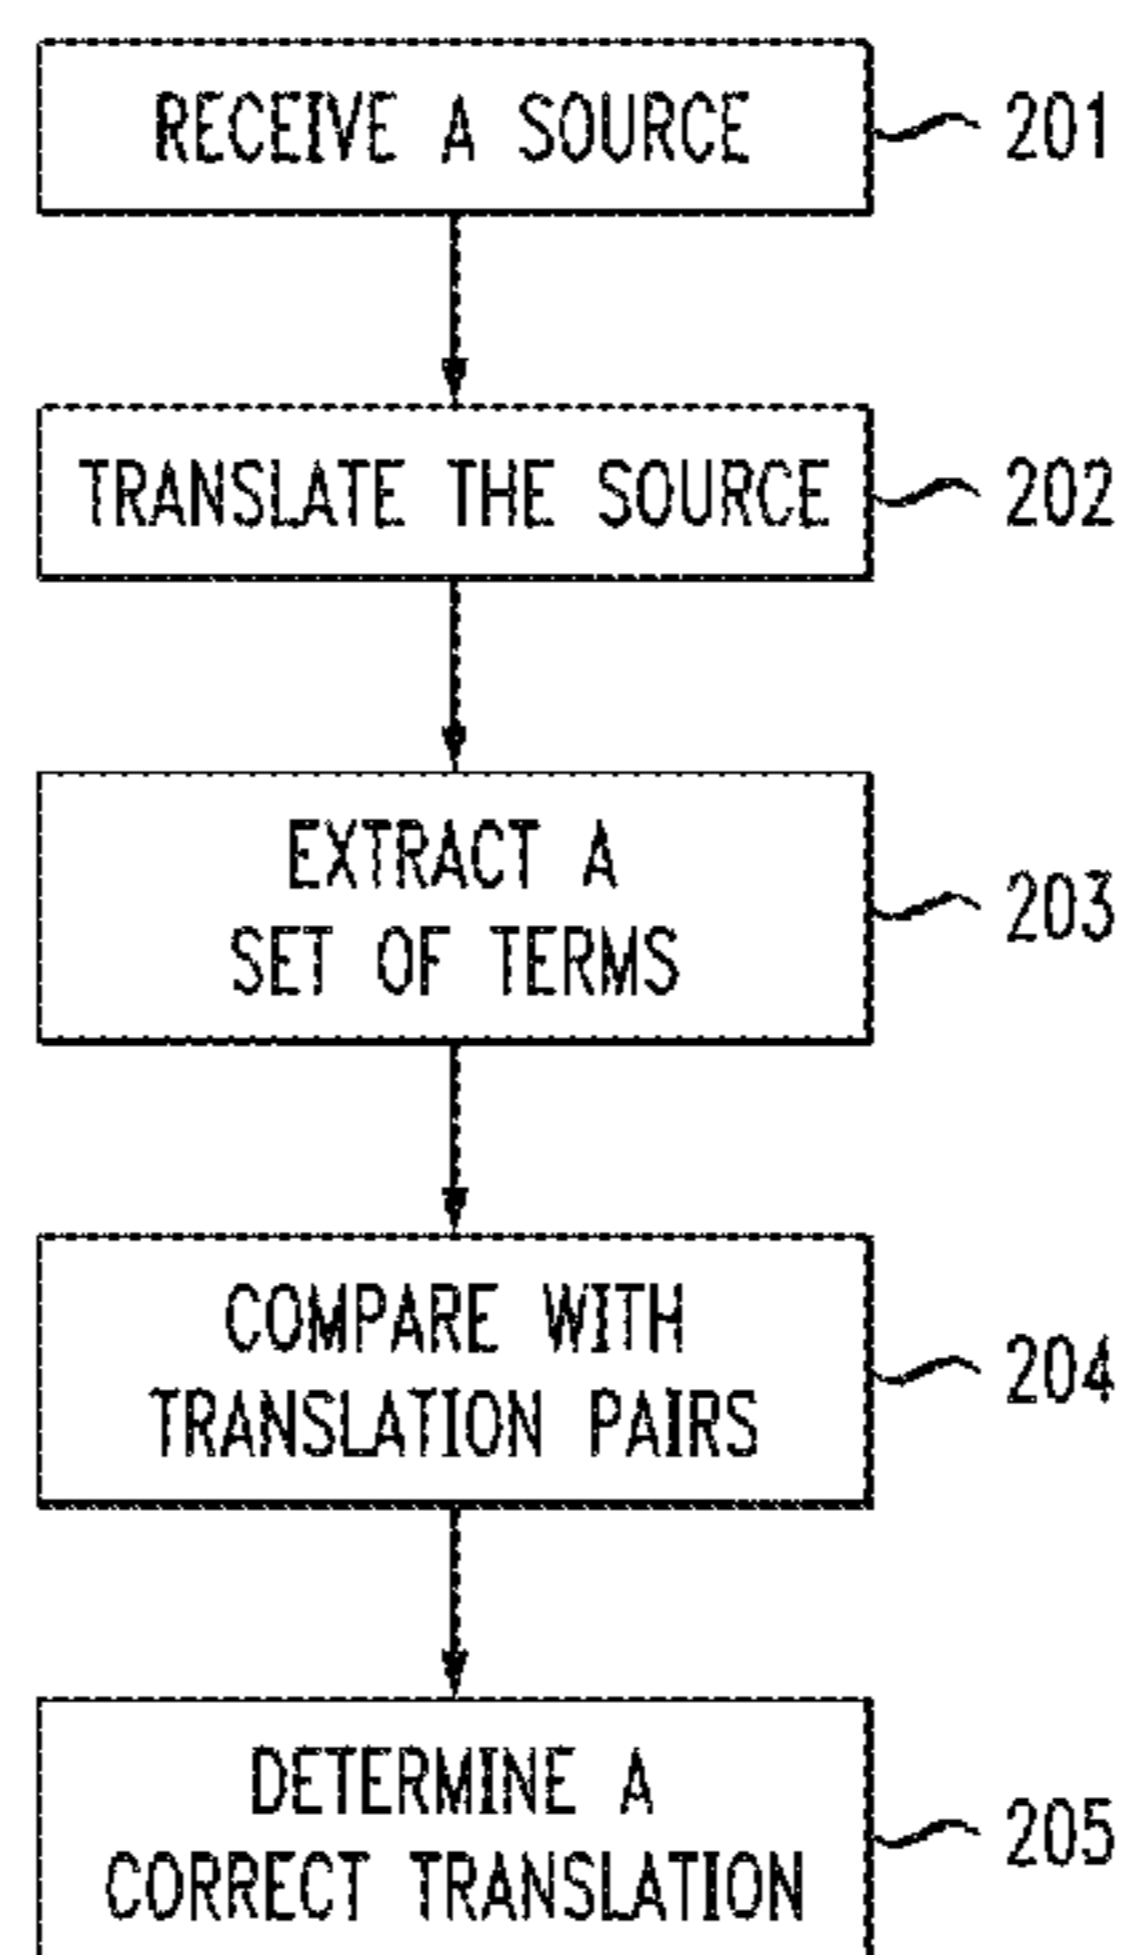 RECEIVE A SOURCE 201
TRANSLATE THE SOURCE 202
EXTRACT A
SET OF TERMS
203
COMPARE WITH
TRANSLATION PAIRS
204
DETERMINE A
CORRECT TRANSLATION
205